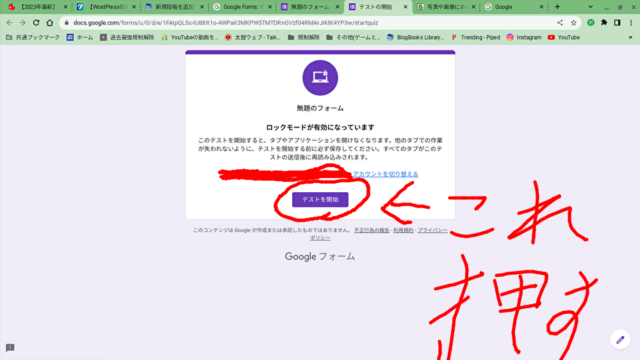 【2023年最新】
【WordPressの
新規投稿を追加
Google Forms
無題のフォーム
テストの開始
写真や画像に
Google
docs.google.com/forms/
/startquiz
共通ブックマーク
ホーム
過去最強規制解除
YouTubeの動画を...
太鼓ウェブ - Taik...
規制解除
その他(ゲームと...
BlogBooks Library...
Trending - Piped
Instagram
YouTube
無題のフォーム
ロックモードが有効になっています
このテストを開始すると、タブやアプリケーションを開けなくなります。他のタブでの作業
が失われないように、テストを開始する前に必ず保存してください。すべてのタブがこのテ
ストの送信後に再読み込みされます。
アカウントを切り替える
テストを開始
←これ
押す
このコンテンツは Google が作成または承認したものではありません。 不正行為の報告 - 利用規約 - プライバシー
ポリシー
Google フォーム